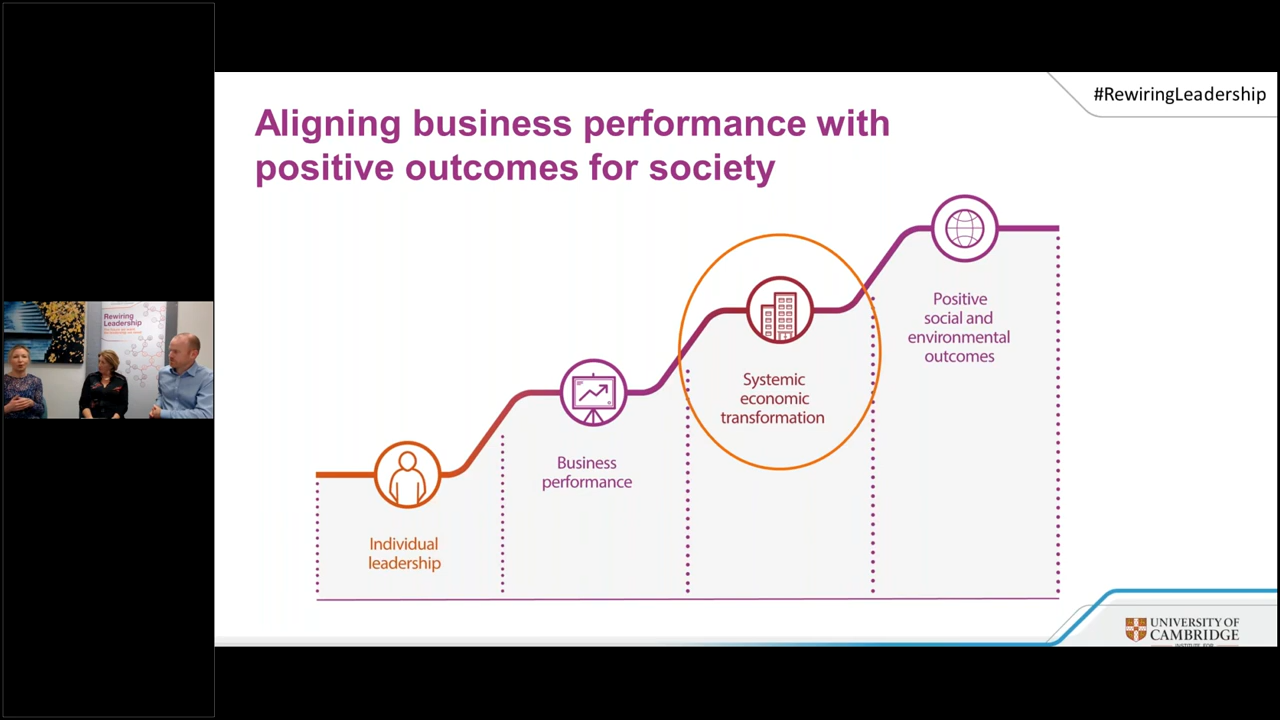 #RewiringLeadership
Aligning business performance with
positive outcomes for society
Positive
social and
environmental
outcomes
Systemic
economic
transformation
Business
performance
Individual
leadership
Rewiring
Leadership
UNIVERSITY OF
CAMBRIDGE